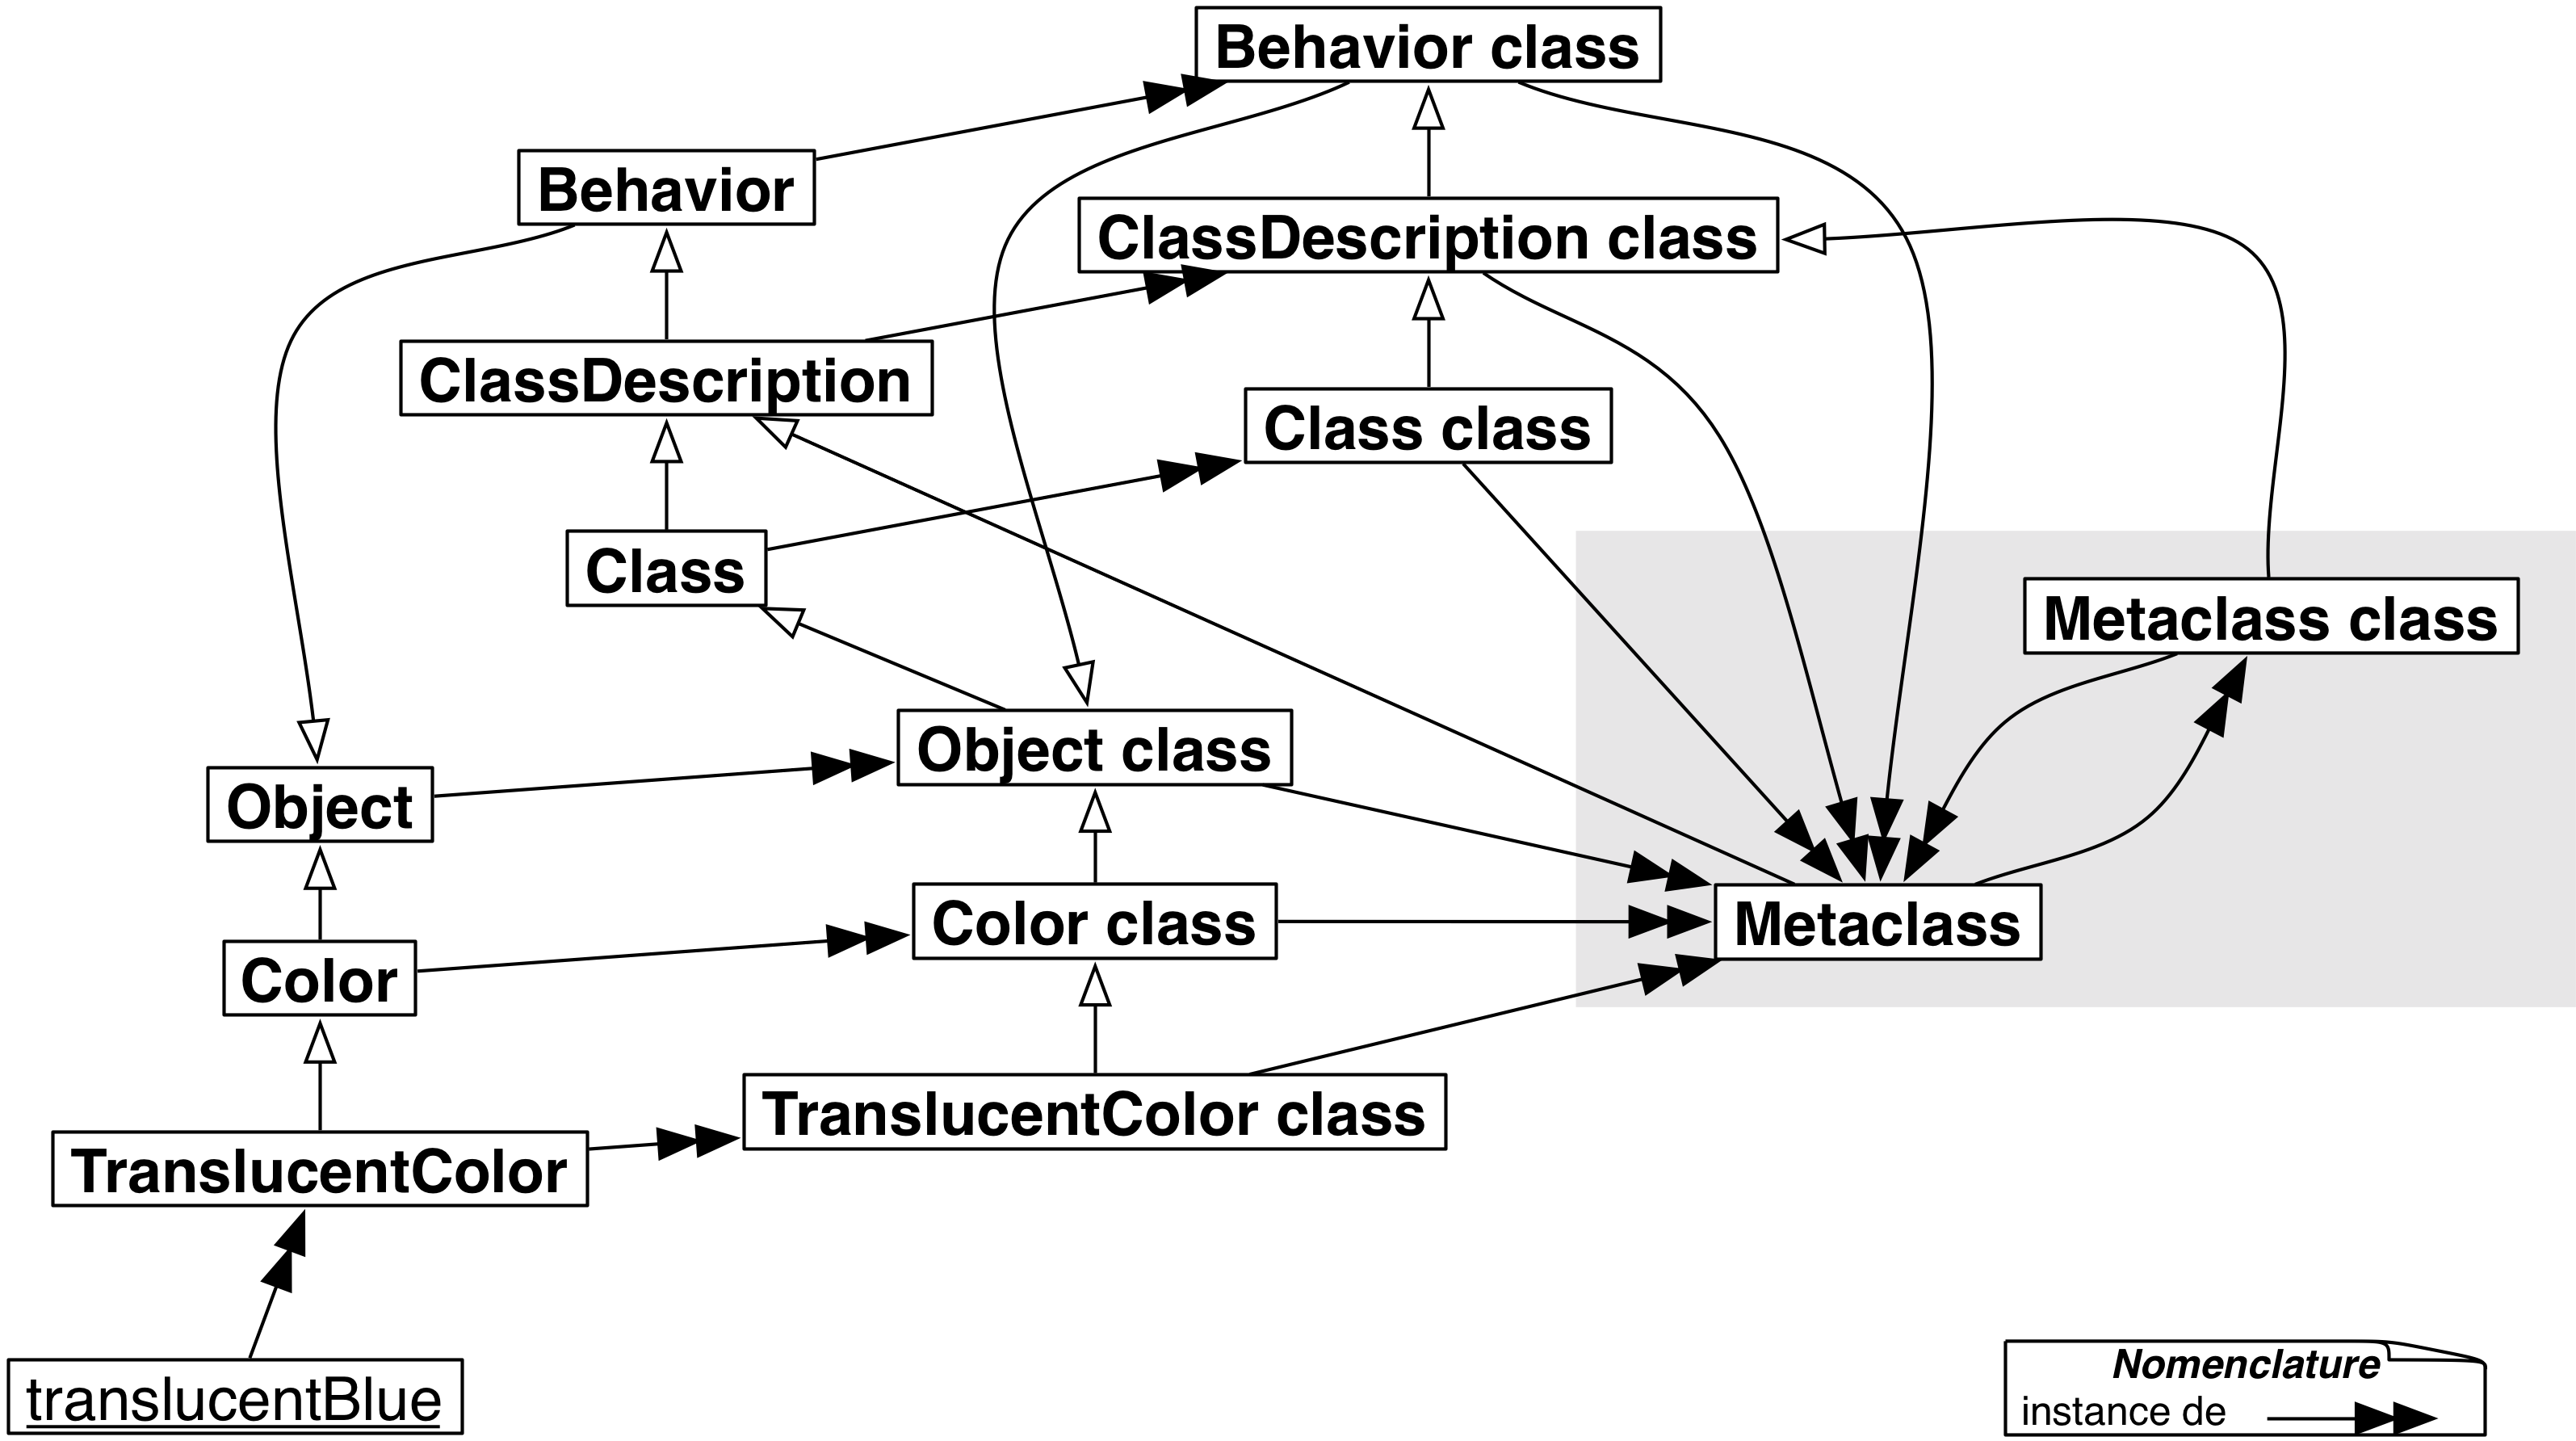 Behavior class
Behavior
ClassDescription class
ClassDescription
Class class
Class
Metaclass class
Object class
Object
Color class
Metaclass
Color
TranslucentColor class
TranslucentColor
translucentBlue
Nomenclature
instance de